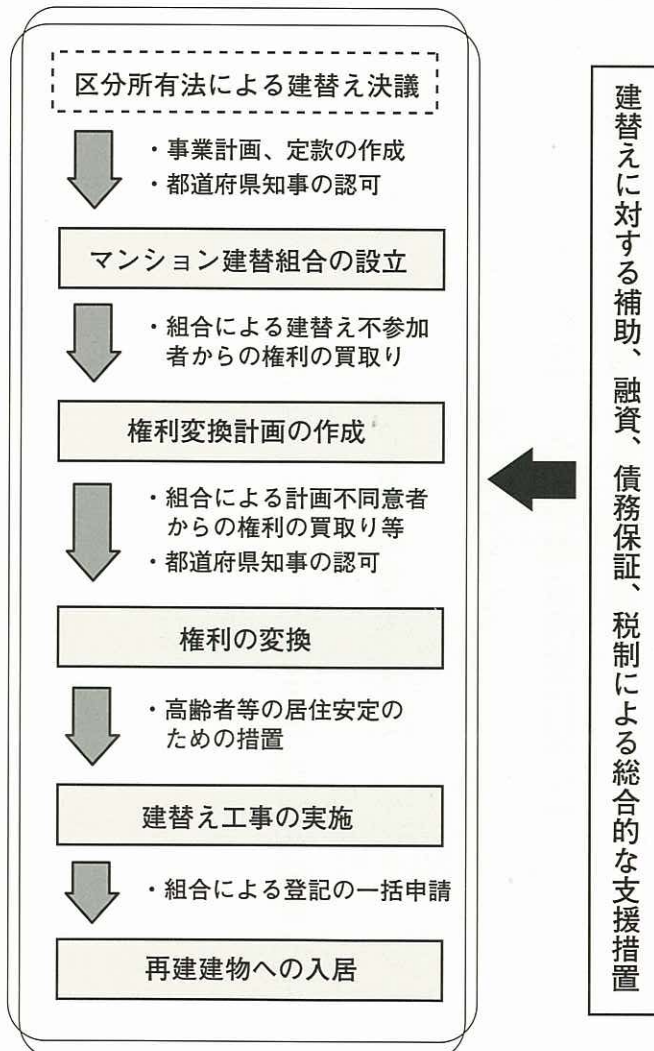 区分所有法による建替え決議
・事業計画、定款の作成
・都道府県知事の認可
マンション建替組合の設立
・組合による建替え不参加
者からの権利の買取り
権利変換計画の作成
・組合による計画不同意者
からの権利の買取り等
・都道府県知事の認可
権利の変換
・高齢者等の居住安定の
ための措置
建替え工事の実施
・組合による登記の一括申請
再建建物への入居
建替えに対する補助、融資、債務保証、税制による総合的な支援措置